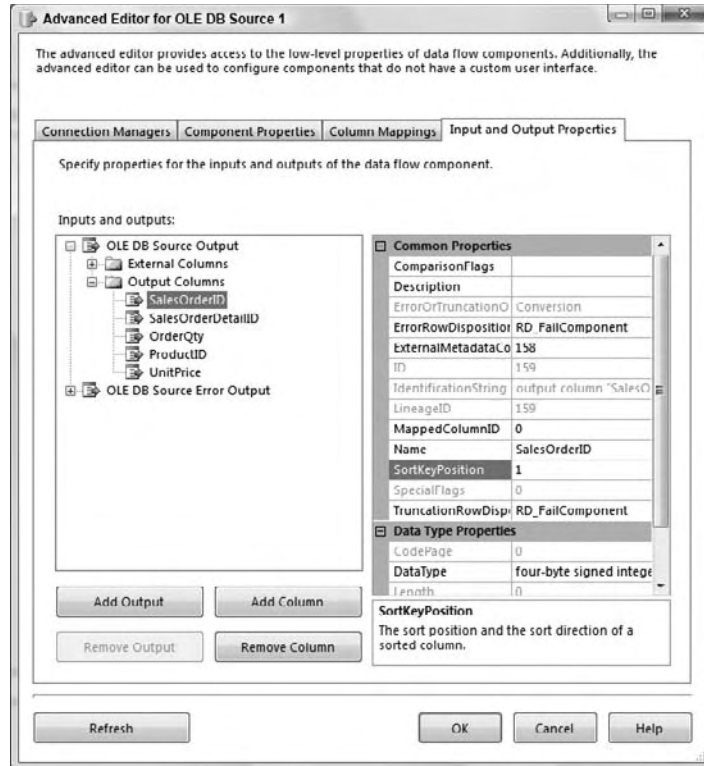 Advanced Editor for OLE DB Source 1
The advanced editor provides access to the low-level properties of data flow components. Additionally, the
advanced editor can be used to configure components that do not have a custom user interface.
Connection Managers Component Properties Column Mappings Input and Output Properties
Specify properties for the inputs and outputs of the data flow component.
Inputs and outputs:
OLE DB Source Output
External Columns
Output Columns
SalesOrderID
SalesOrderDetailID
OrderQty
ProductID
UnitPrice
OLE DB Source Error Output
Common Properties
ComparisonFlags
Description
ErrorOrTruncationO Conversion
ErrorRowDisposition RD_FailComponent
ExternalMetadataCo 158
ID 159
IdentificationString output column "SalesO
LineageID 159
MappedColumnID 0
Name SalesOrderID
SortKeyPosition 1
SpecialFlags 0
TruncationRowDisp RD_FailComponent
Data Type Properties
CodePage 0
DataType four-byte signed intege
Length 0
Add Output Add Column
Remove Output Remove Column
SortKeyPosition
The sort position and the sort direction of a
sorted column.
Refresh OK Cancel Help